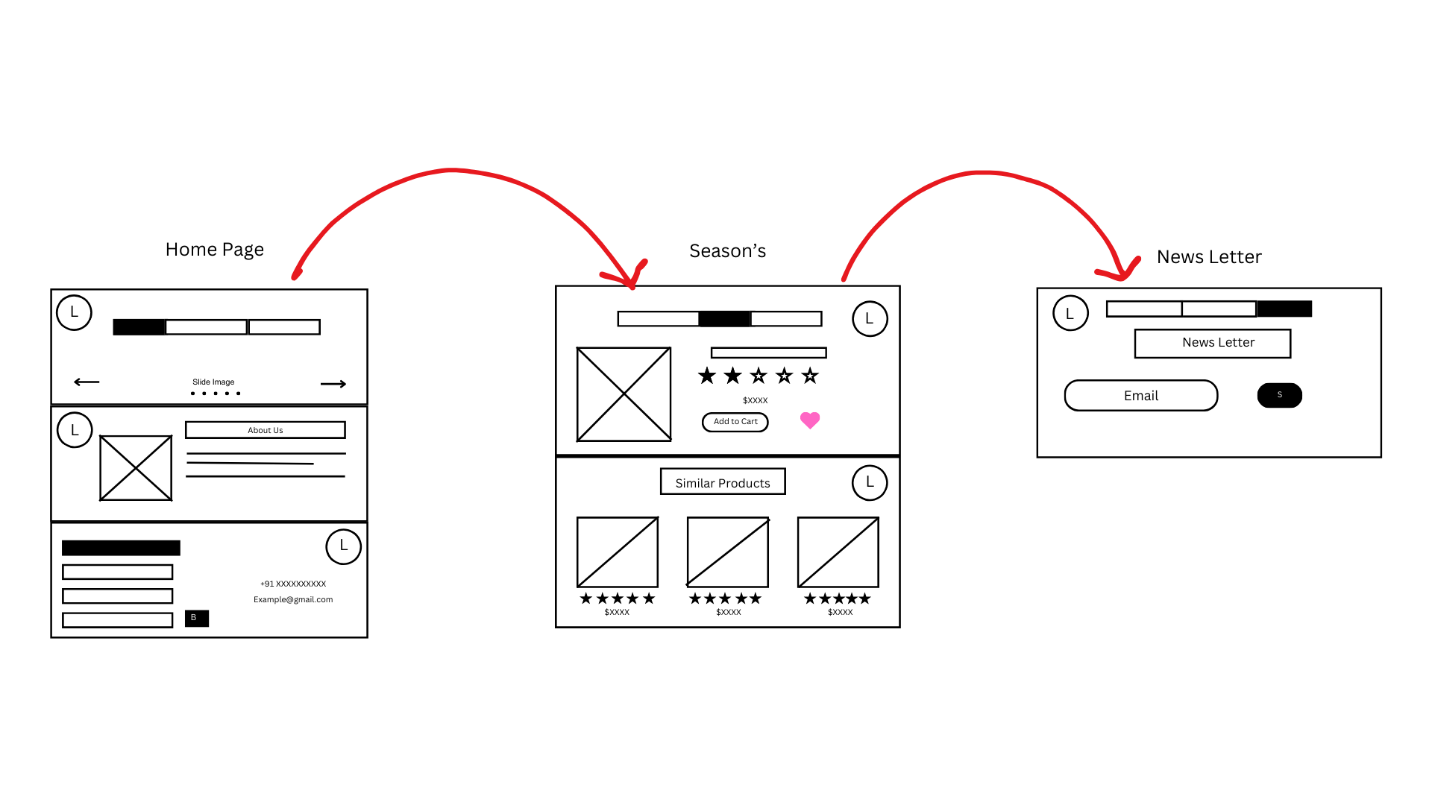 Home Page
L
Slide Image
L
About Us
L
+91 XXXXXXXXXX
Example@gmail.com
B
Season's
L
$XXXX
Add to Cart
Similar Products
L
$XXXX
$XXXX
$XXXX
News Letter
L
News Letter
Email
S